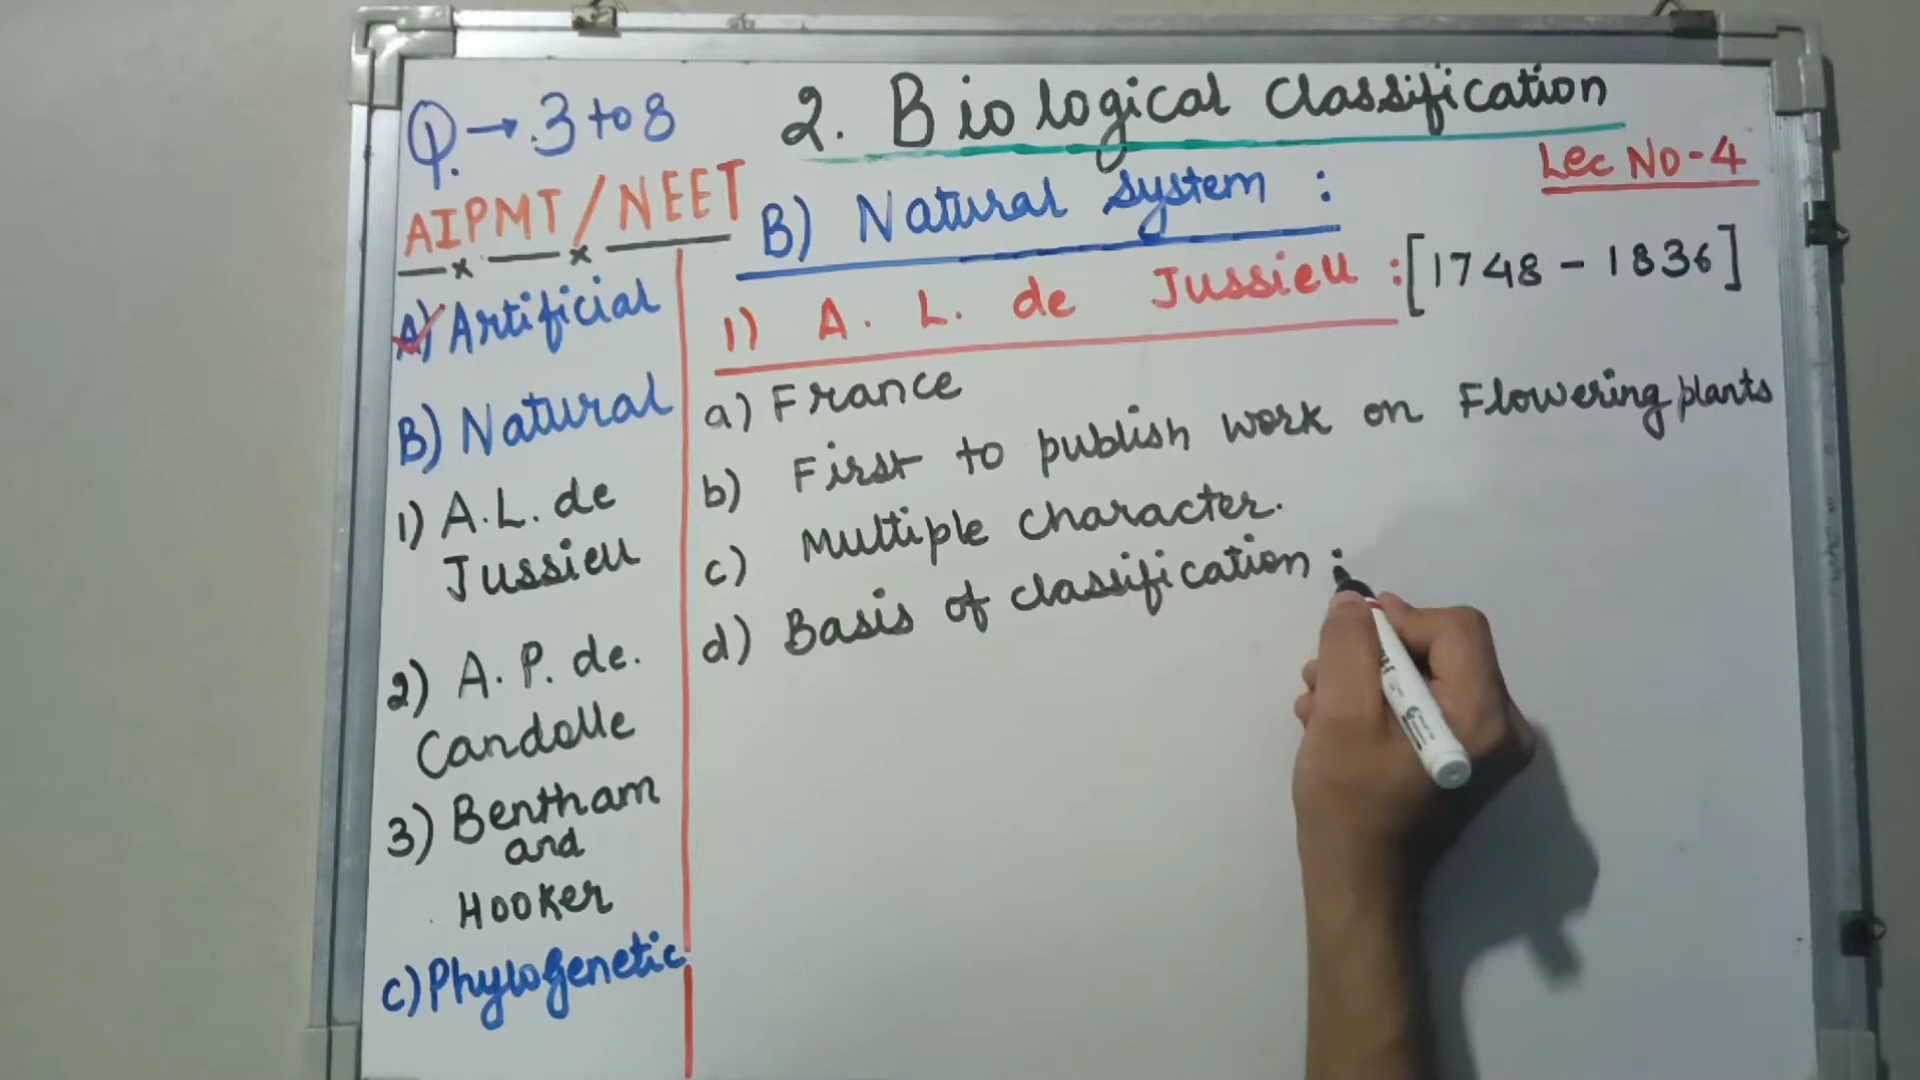 2. Biological Classification
Lec No-4
Q. → 3 to 8
AIPMT/NEET
A) Artificial
B) Natural
1) A.L. de
Jussieu
2) A. P. de.
Candolle
3) Bentham
and
Hooker
C) Phylogenetic
B) Natural System :
1) A. L. de Jussieu : [1748 - 1836]
a) France
b) First to publish work on Flowering plants
c) Multiple character.
d) Basis of classification :